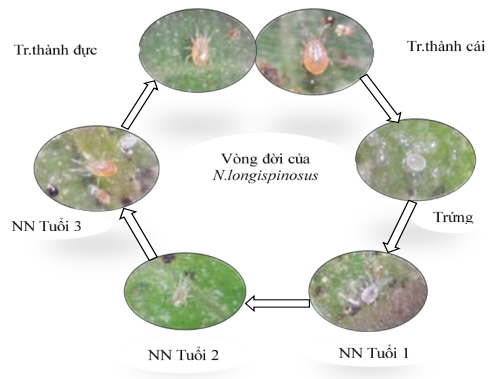 Tr.thành đực
Tr.thành cái
Vòng đời của
N.longispinosus
Trứng
NN Tuổi 3
NN Tuổi 2
NN Tuổi 1